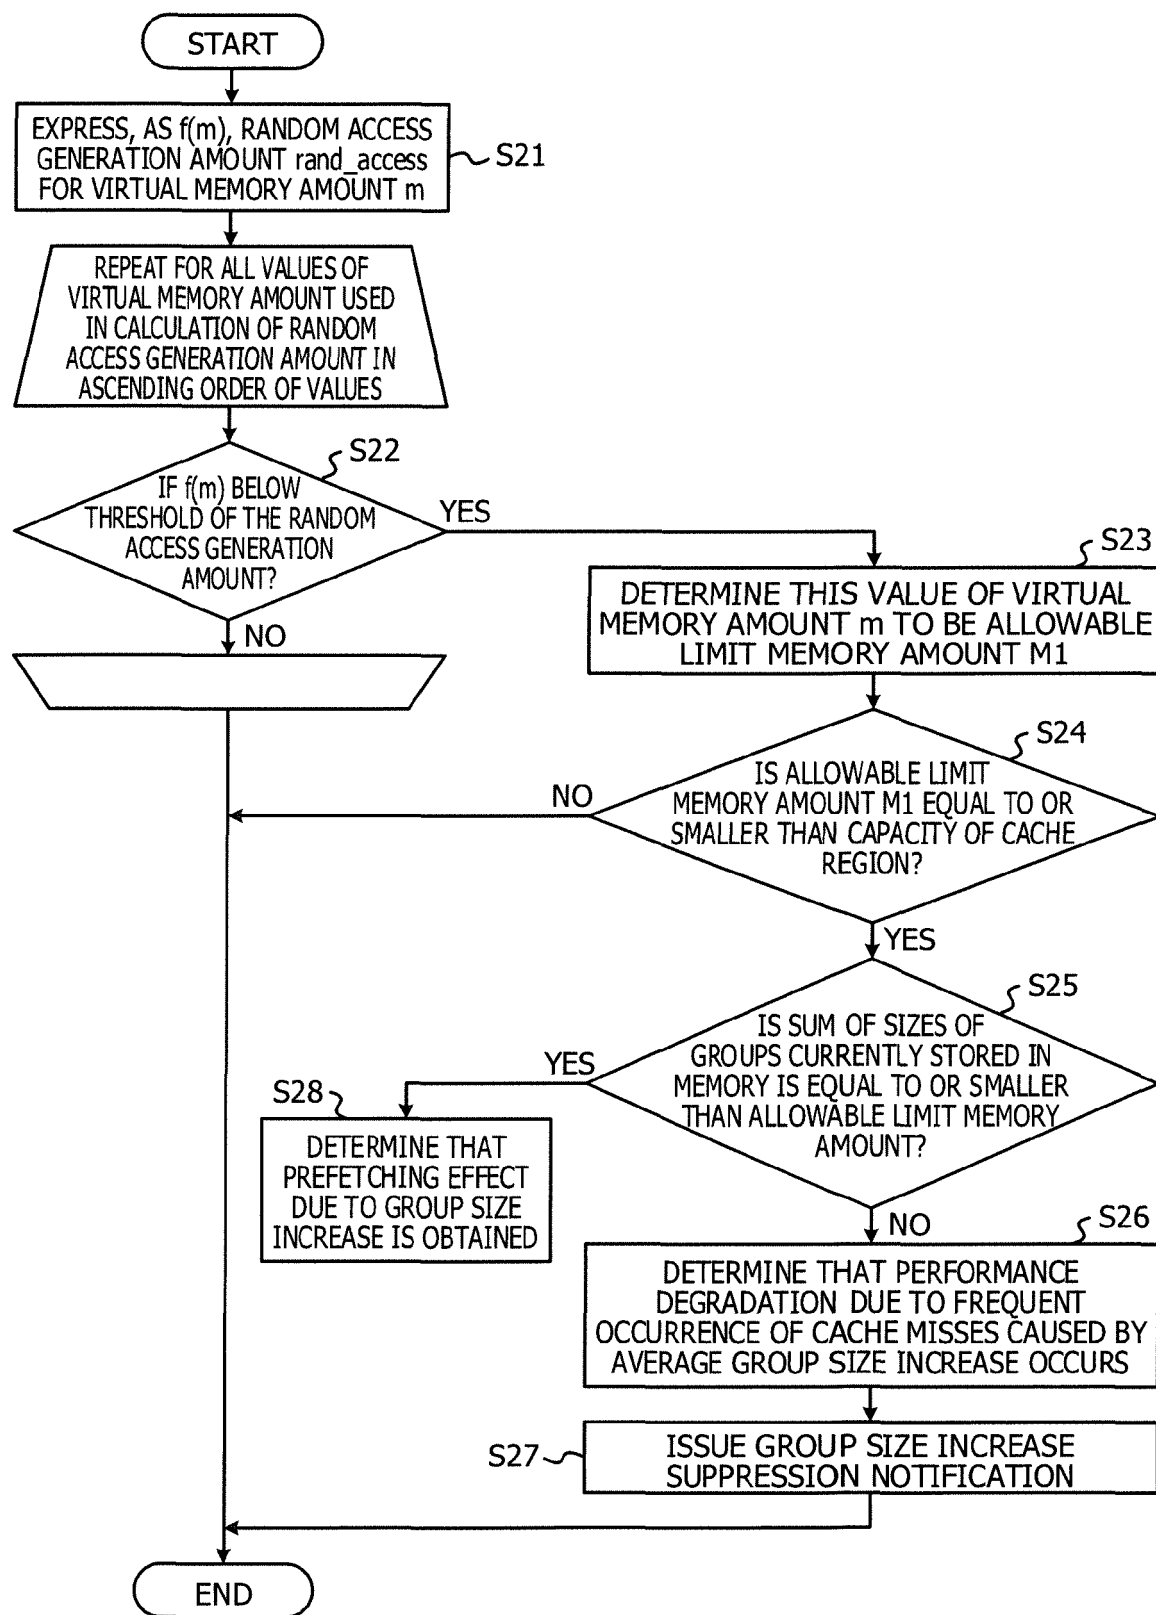 START
EXPRESS, AS f(m), RANDOM ACCESS
GENERATION AMOUNT rand_access
FOR VIRTUAL MEMORY AMOUNT m
S21
REPEAT FOR ALL VALUES OF
VIRTUAL MEMORY AMOUNT USED
IN CALCULATION OF RANDOM
ACCESS GENERATION AMOUNT IN
ASCENDING ORDER OF VALUES
S22
IF f(m) BELOW
THRESHOLD OF THE RANDOM
ACCESS GENERATION
AMOUNT?
YES
NO
S23
DETERMINE THIS VALUE OF VIRTUAL
MEMORY AMOUNT m TO BE ALLOWABLE
LIMIT MEMORY AMOUNT M1
S24
IS ALLOWABLE LIMIT
MEMORY AMOUNT M1 EQUAL TO OR
SMALLER THAN CAPACITY OF CACHE
REGION?
NO
YES
S25
IS SUM OF SIZES OF
GROUPS CURRENTLY STORED IN
MEMORY IS EQUAL TO OR SMALLER
THAN ALLOWABLE LIMIT MEMORY
AMOUNT?
YES
S28
DETERMINE THAT
PREFETCHING EFFECT
DUE TO GROUP SIZE
INCREASE IS OBTAINED
NO
S26
DETERMINE THAT PERFORMANCE
DEGRADATION DUE TO FREQUENT
OCCURRENCE OF CACHE MISSES CAUSED BY
AVERAGE GROUP SIZE INCREASE OCCURS
S27
ISSUE GROUP SIZE INCREASE
SUPPRESSION NOTIFICATION
END